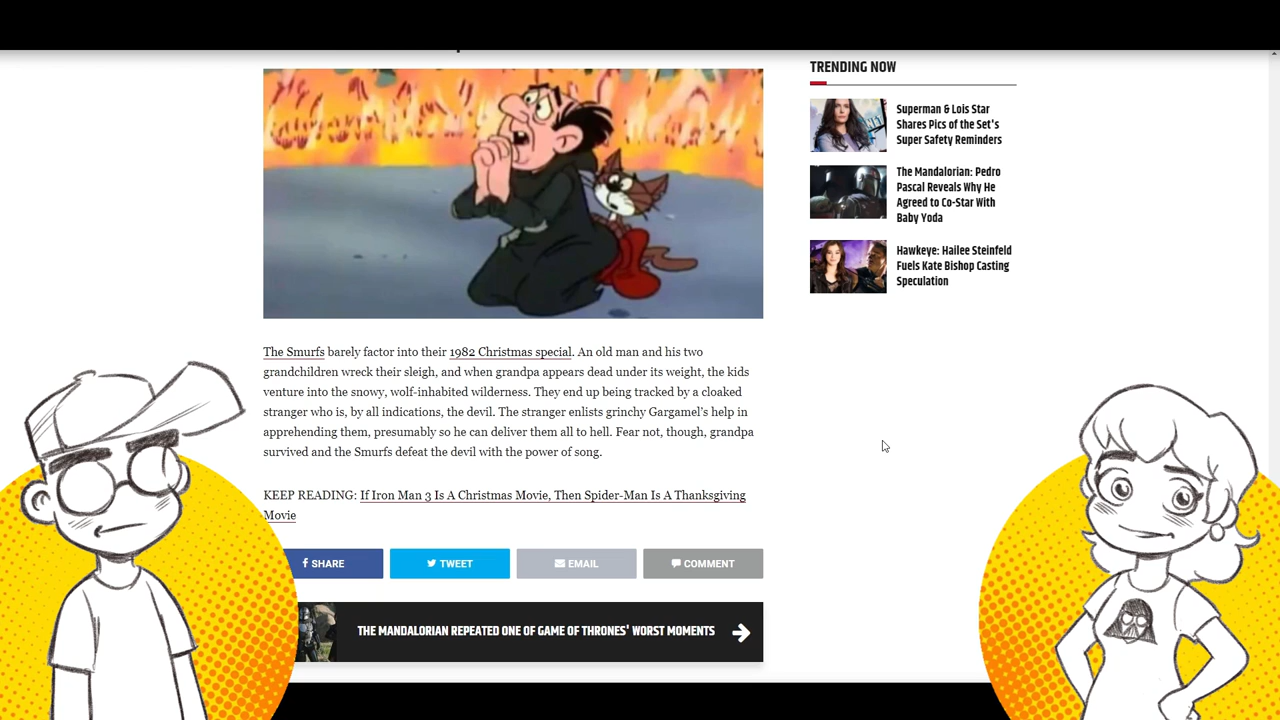 The Smurfs barely factor into their 1982 Christmas special. An old man and his two
grandchildren wreck their sleigh, and when grandpa appears dead under its weight, the kids
venture into the snowy, wolf-inhabited wilderness. They end up being tracked by a cloaked
stranger who is, by all indications, the devil. The stranger enlists grinchy Gargamel’s help in
apprehending them, presumably so he can deliver them all to hell. Fear not, though, grandpa
survived and the Smurfs defeat the devil with the power of song.
KEEP READING: If Iron Man 3 Is A Christmas Movie, Then Spider-Man Is A Thanksgiving
Movie
SHARE
TWEET
EMAIL
COMMENT
THE MANDALORIAN REPEATED ONE OF GAME OF THRONES' WORST MOMENTS
TRENDING NOW
Superman & Lois Star
Shares Pics of the Set's
Super Safety Reminders
The Mandalorian: Pedro
Pascal Reveals Why He
Agreed to Co-Star With
Baby Yoda
Hawkeye: Hailee Steinfeld
Fuels Kate Bishop Casting
Speculation